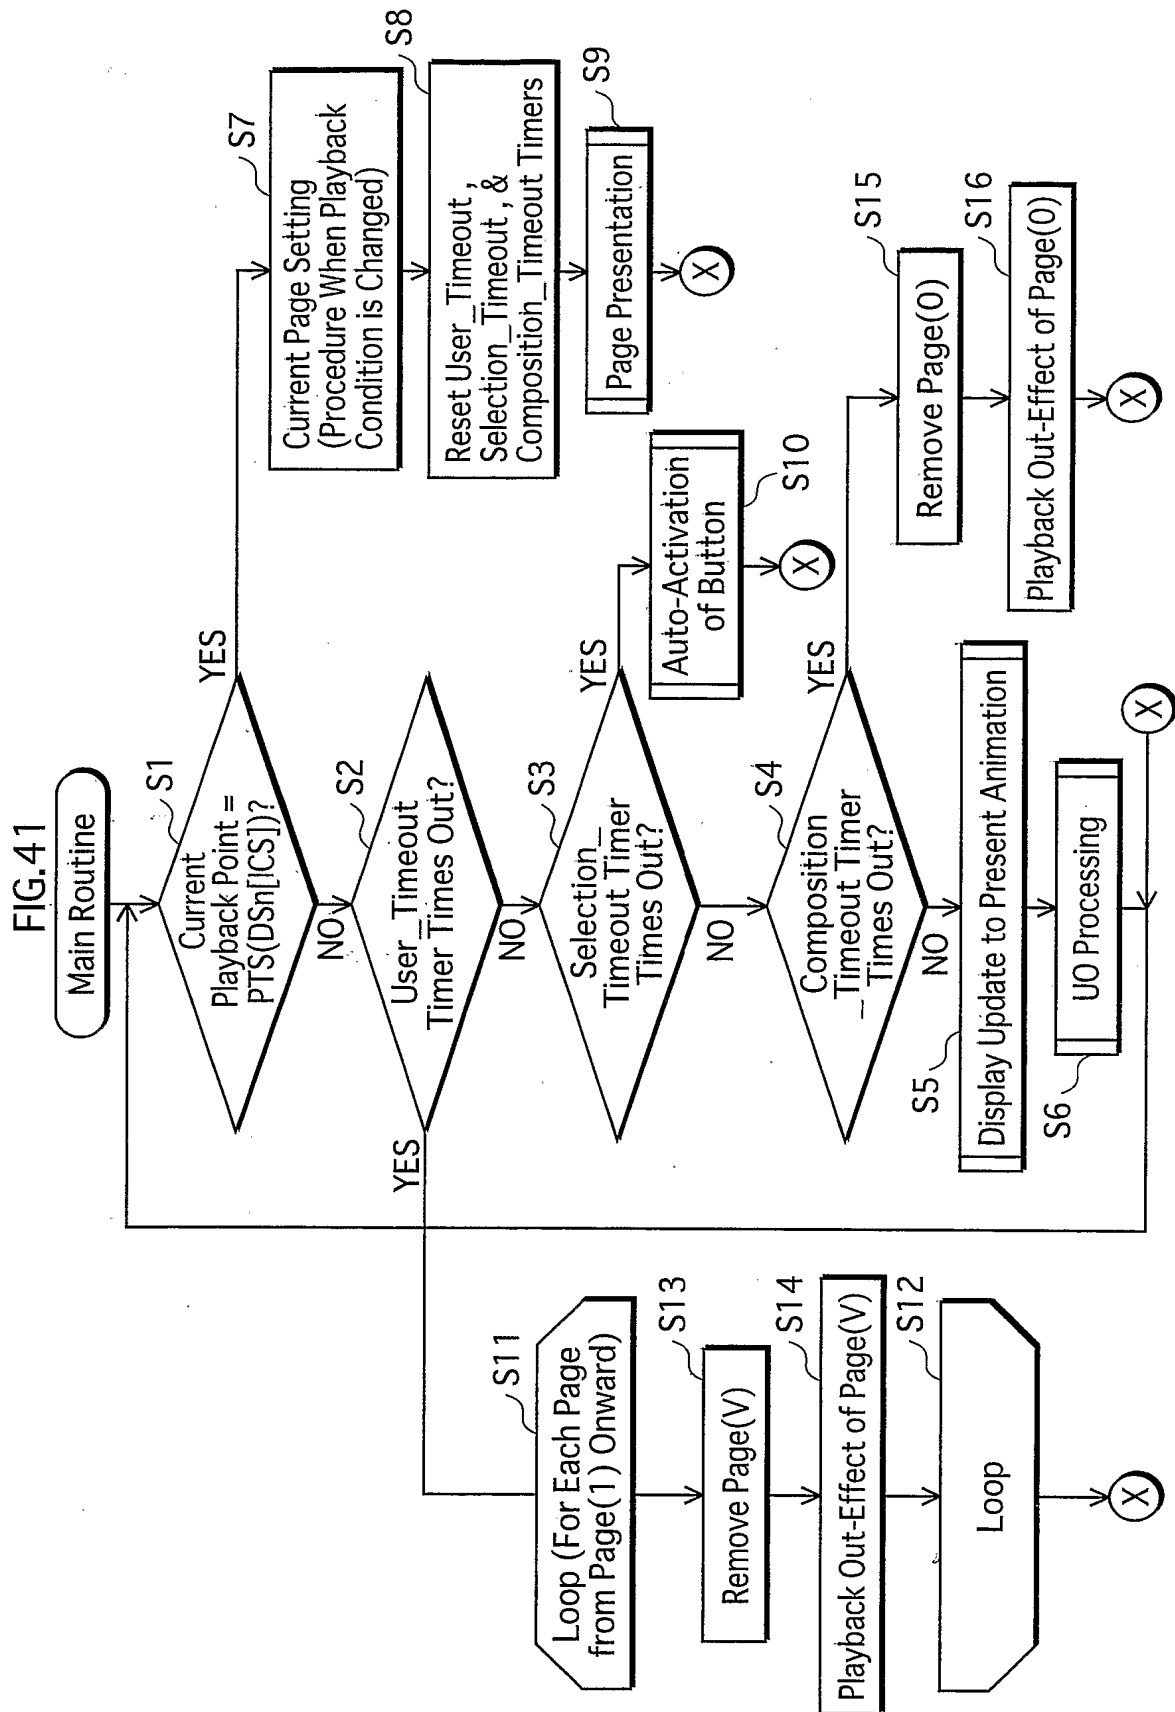 FIG.41
Main Routine
S1
Current
Playback Point =
PTS(DSn[ICS])?
YES
NO
S7
Current Page Setting
(Procedure When Playback
Condition is Changed)
S8
Reset User_Timeout ,
Selection_Timeout , &
Composition_Timeout Timers
S9
Page Presentation
X
S2
User_Timeout
Timer Times Out?
YES
NO
S3
Selection_
Timeout Timer
Times Out?
YES
NO
S10
Auto-Activation
of Button
X
S4
Composition
_Timeout Timer
Times Out?
YES
NO
S15
Remove Page(0)
S16
Playback Out-Effect of Page(0)
X
S5
Display Update to Present Animation
S6
UO Processing
X
S11
Loop (For Each Page
from Page(1) Onward)
S13
Remove Page(V)
S14
Playback Out-Effect of Page(V)
S12
Loop
X